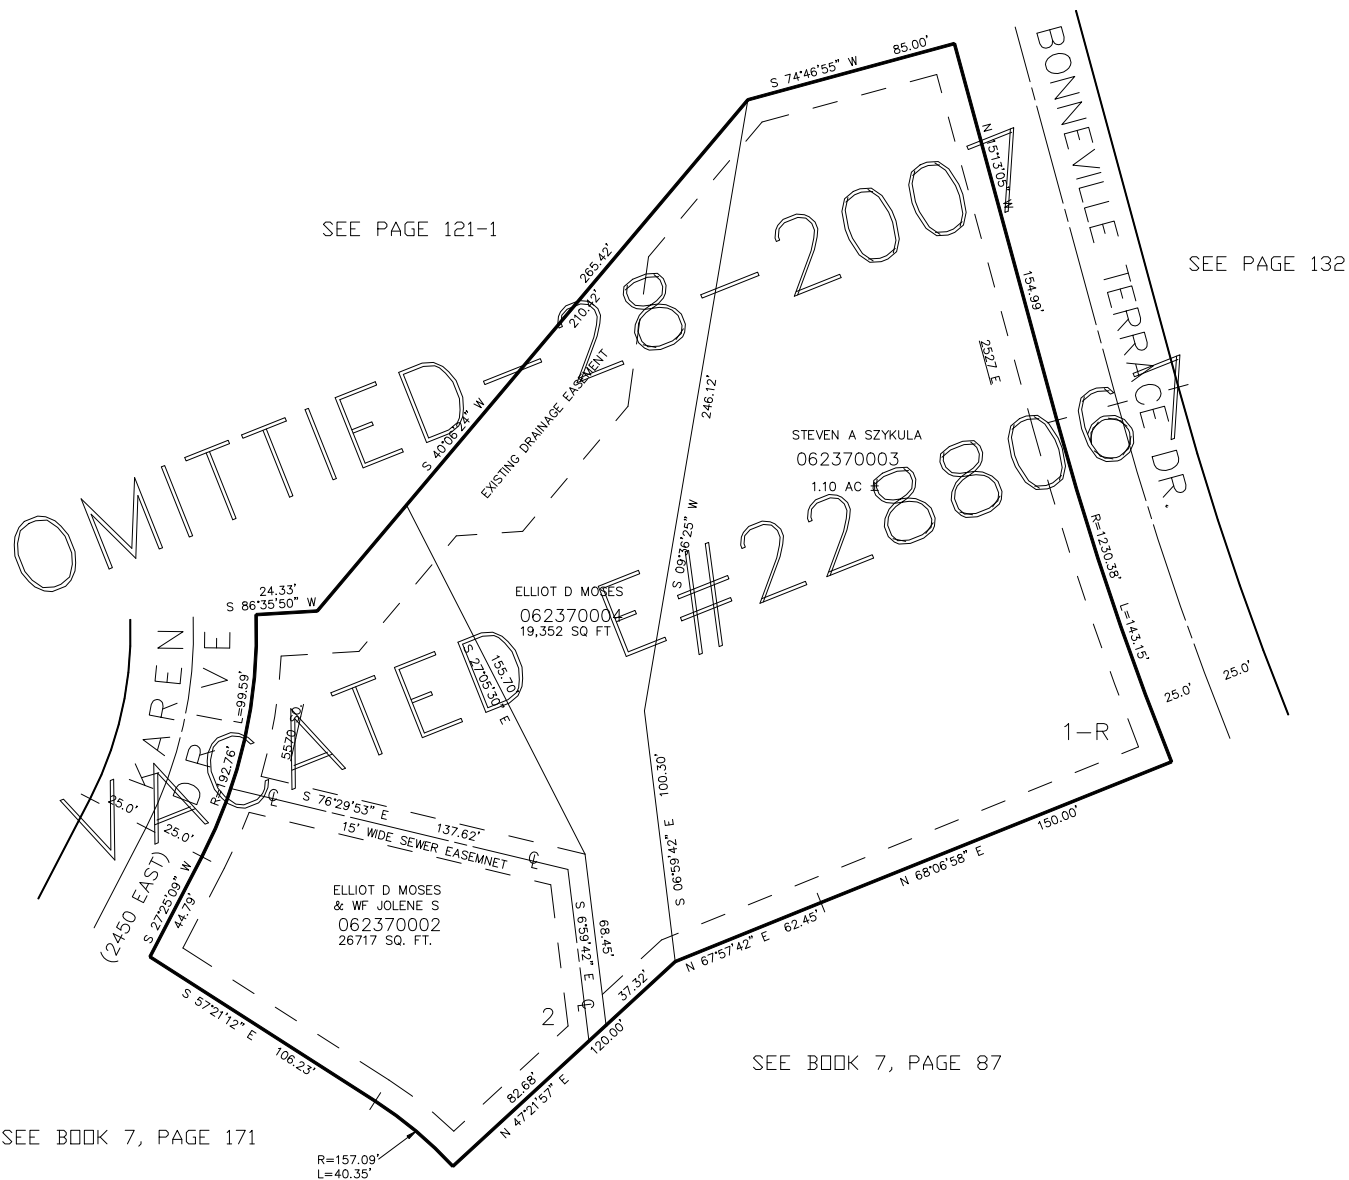 S 74°46'55" W 85.00'
BONNEVILLE TERRACE DR.
N 15°13'05" W
SEE PAGE 121-1
265.42'
210.42'
154.99'
SEE PAGE 132
2527 E
OMITTIED-28-2007
EXISTING DRAINAGE EASEMENT
246.12'
S 40°06'24" W
STEVEN A SZYKULA
062370003
1.10 AC ±
S 09°36'25" W
R=1230.38' L=143.15'
VACATED E#2288067
24.33'
S 86°35'50" W
ELLIOT D MOSES
062370004
19,352 SQ FT
KAREN
DRIVE
155.70'
S 27°05'30" E
L=99.59'
R=192.76'
25.0'
25.0'
1-R
100.30'
S 06°59'42" E
S 76°29'53" E 137.62'
15' WIDE SEWER EASEMNET
25.0'
25.0'
150.00'
N 68°06'58" E
(2450 EAST)
S 27°25'09" W
44.79'
ELLIOT D MOSES
& WF JOLENE S
062370002
26717 SQ. FT.
S 6°59'42" E
68.45'
N 67°57'42" E 62.45'
37.32'
120.00'
S 57°21'12" E 106.23'
2
82.68'
N 47°21'57" E
SEE BOOK 7, PAGE 87
SEE BOOK 7, PAGE 171
R=157.09'
L=40.35'